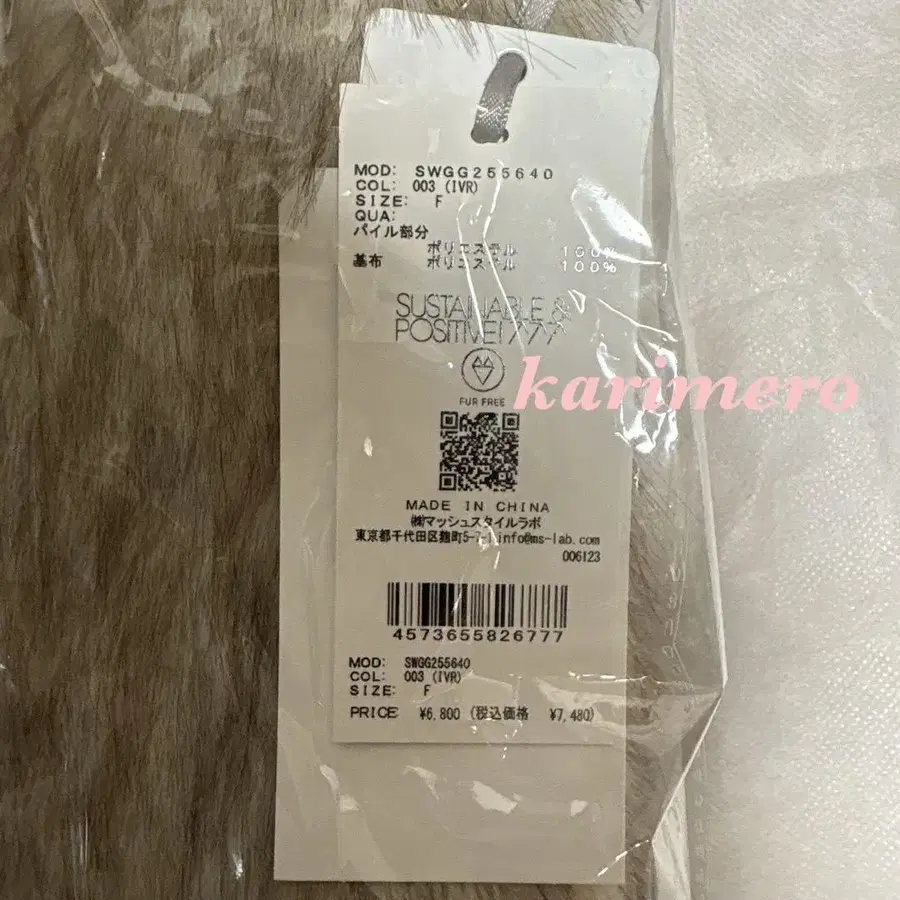 MOD: SWGG255640
COL: 003 (IVR)
SIZE: F
QUA:
パイル部分
ポリエステル 100%
基布 ポリエステル 100%
SUSTAINABLE &
POSITIVE! 777
FUR FREE
karimero
MADE IN CHINA
㈱マッシュスタイルラボ
東京都千代田区麹町5-7-1 info@ms-lab.com
006123
4573655826777
MOD: SWGG255640
COL: 003 (IVR)
SIZE: F
PRICE ¥6,800 (税込価格 ¥7,480)